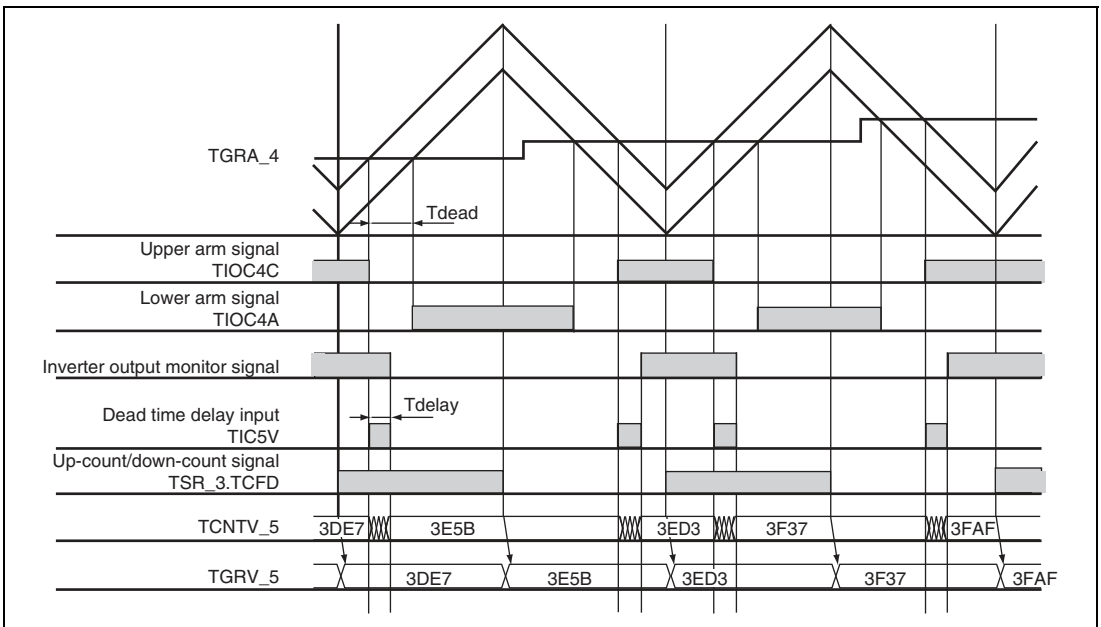 TGRA_4
Tdead
Upper arm signal
TIOC4C
Lower arm signal
TIOC4A
Inverter output monitor signal
Tdelay
Dead time delay input
TIC5V
Up-count/down-count signal
TSR_3.TCFD
TCNTV_5
3DE7
3E5B
3ED3
3F37
3FAF
TGRV_5
3DE7
3E5B
3ED3
3F37
3FAF